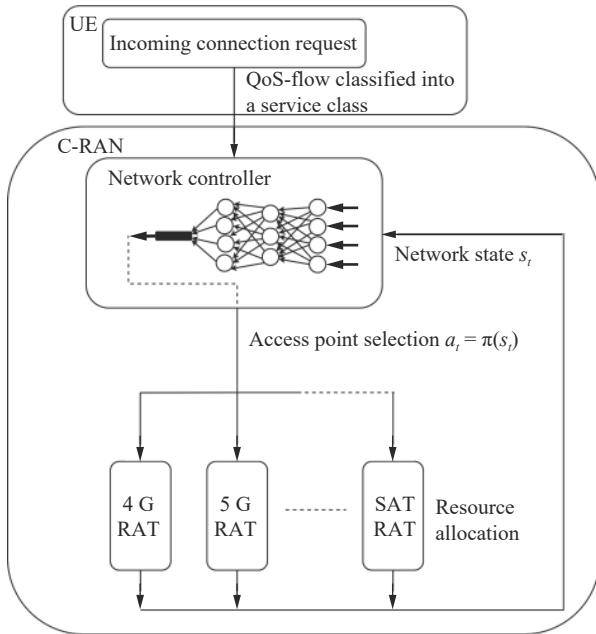 UE
Incoming connection request
QoS-flow classified into
a service class
C-RAN
Network controller
Network state s_t
Access point selection a_t = π(s_t)
4 G
RAT
5 G
RAT
SAT
RAT
Resource
allocation